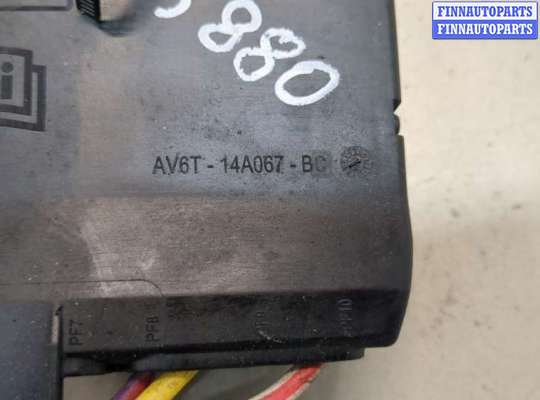 FINNAUTOPARTS
FINNAUTOPARTS
880
AV6T - 14A067 - BC
PF7
PF8